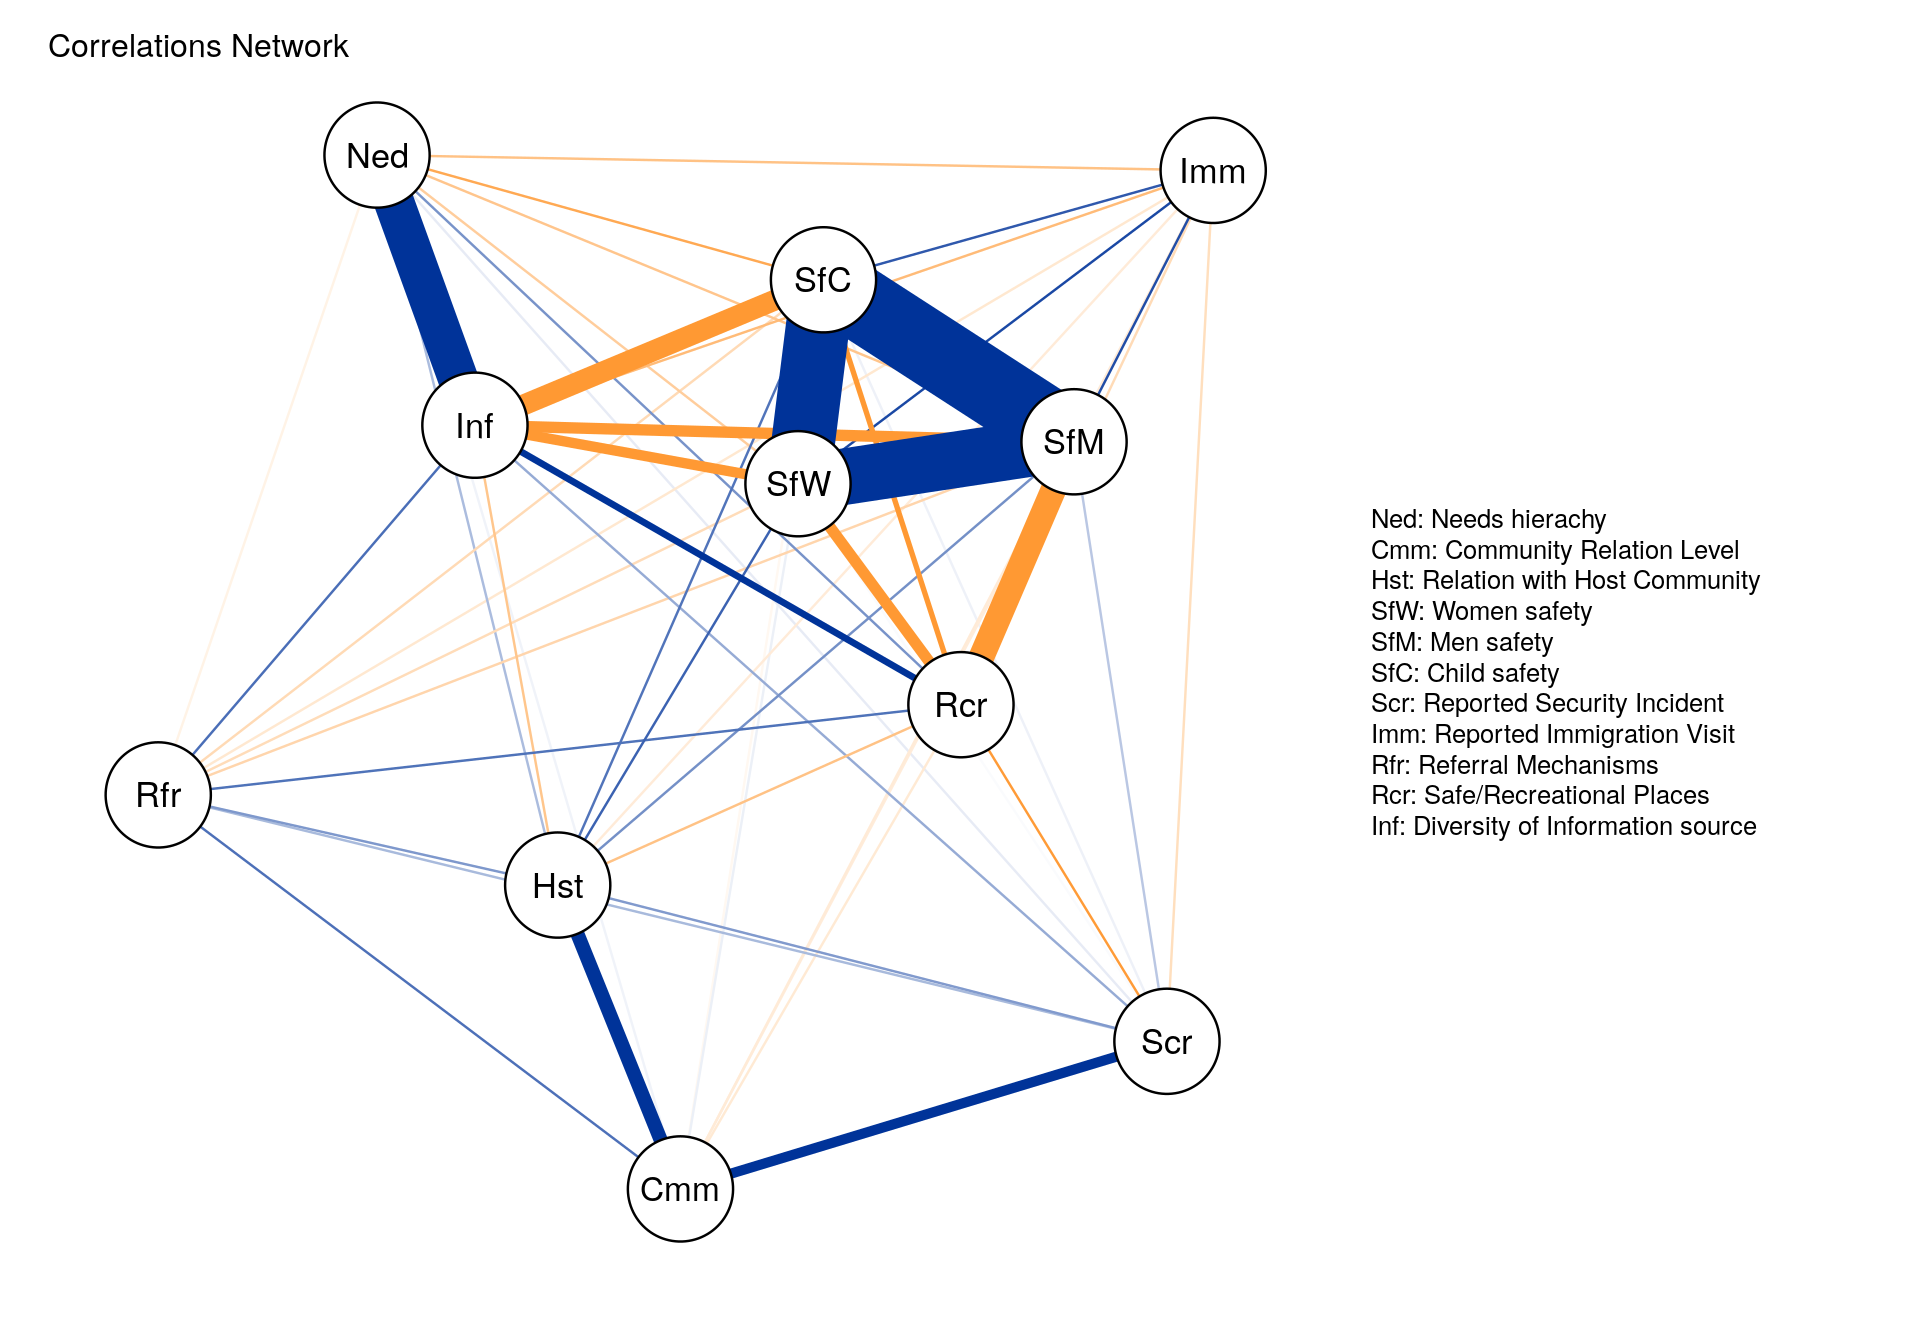 Correlations Network
Ned
Imm
SfC
Inf
SfM
SfW
Rcr
Rfr
Hst
Scr
Cmm
Ned: Needs hierachy
Cmm: Community Relation Level
Hst: Relation with Host Community
SfW: Women safety
SfM: Men safety
SfC: Child safety
Scr: Reported Security Incident
Imm: Reported Immigration Visit
Rfr: Referral Mechanisms
Rcr: Safe/Recreational Places
Inf: Diversity of Information source